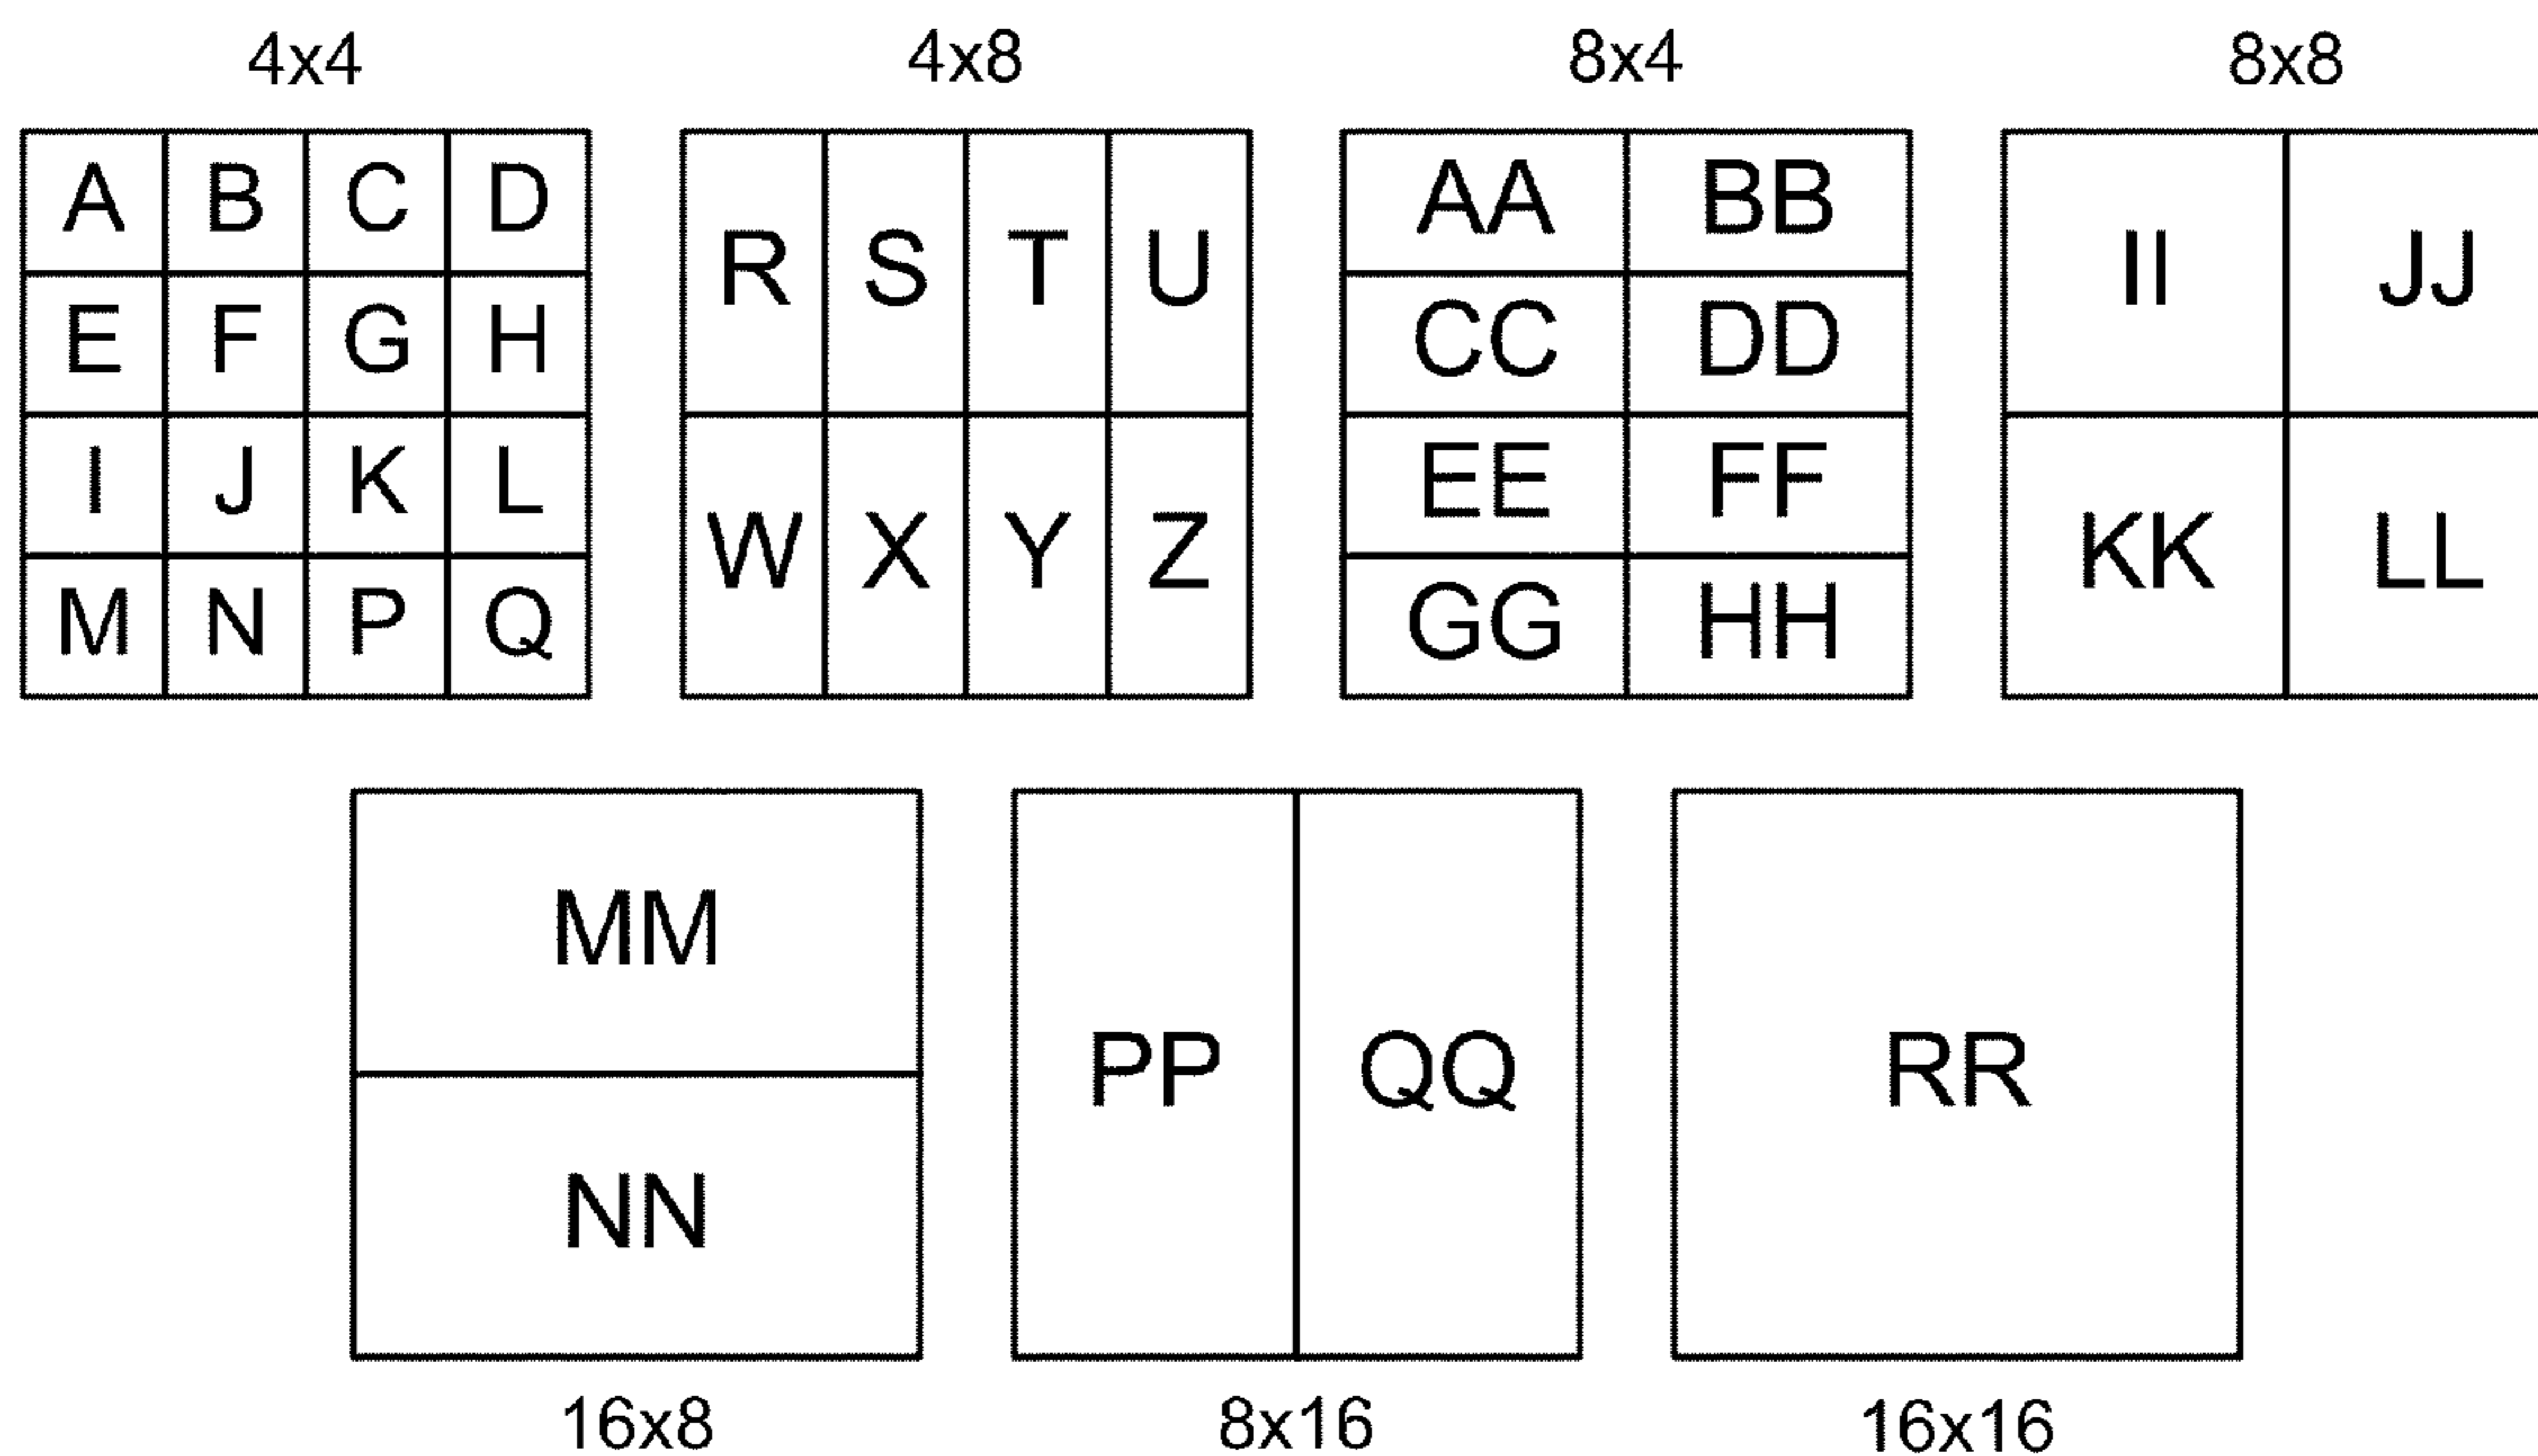 4x4 4x8 8x4 8x8
A B C D
E F G H
I J K L
M N P Q
R S T U
W X Y Z
AA BB
CC DD
EE FF
GG HH
II JJ
KK LL
MM
NN
PP QQ
RR
16x8 8x16 16x16